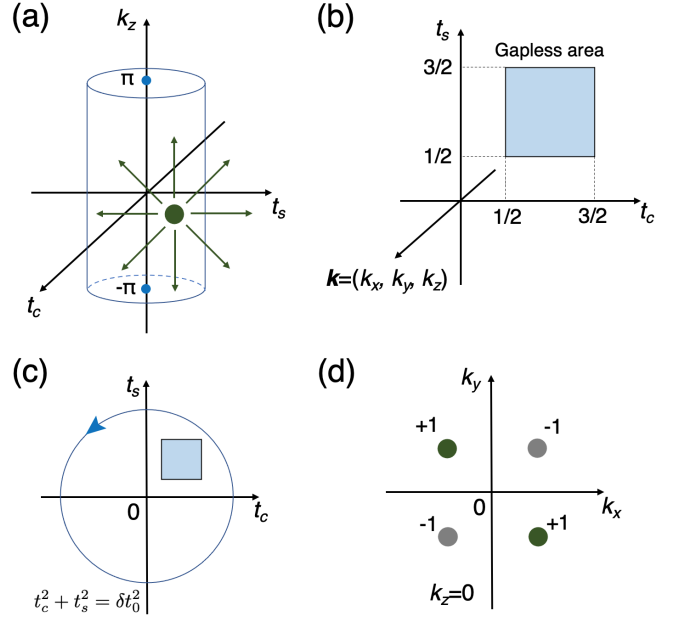 (a)
k_z
π
t_s
-π
t_c
(b)
t_s
Gapless area
3/2
1/2
1/2
3/2
t_c
k=(k_x, k_y, k_z)
(c)
t_s
0
t_c
t_c^2 + t_s^2 = δt_0^2
(d)
k_y
+1
-1
0
k_x
-1
+1
k_z=0